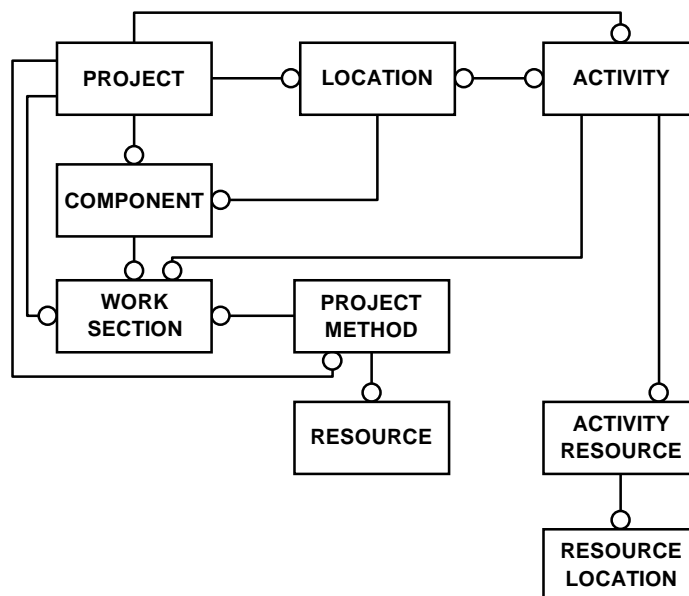 PROJECT
LOCATION
ACTIVITY
COMPONENT
WORK
SECTION
PROJECT
METHOD
RESOURCE
ACTIVITY
RESOURCE
RESOURCE
LOCATION